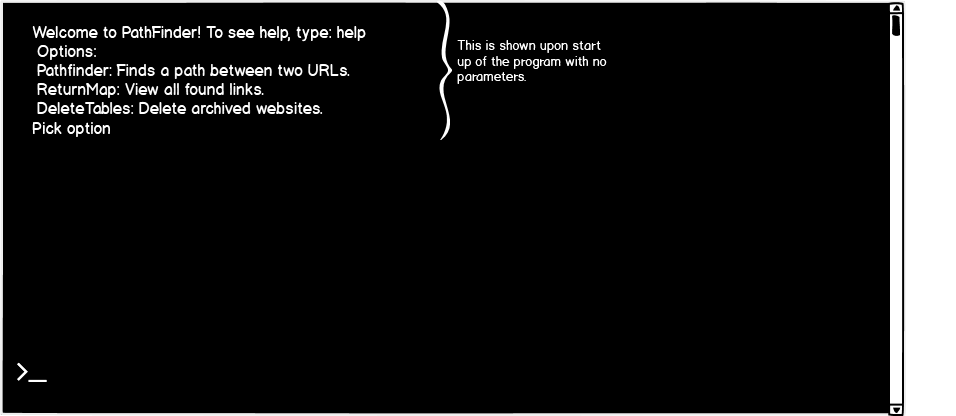 Welcome to PathFinder! To see help, type: help
Options:
Pathfinder: Finds a path between two URLs.
ReturnMap: View all found links.
DeleteTables: Delete archived websites.
Pick option
This is shown upon start
up of the program with no
parameters.
>_